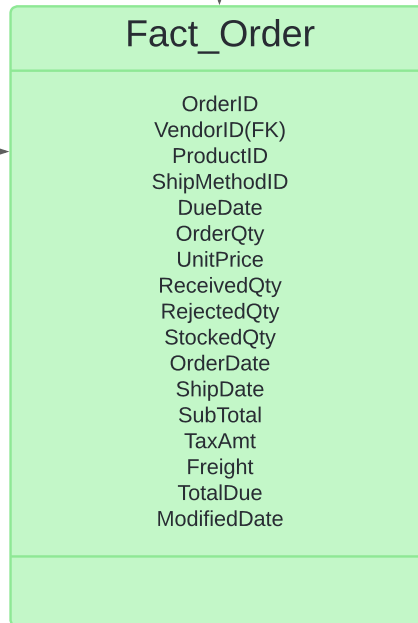 Fact_Order
OrderID
VendorID(FK)
ProductID
ShipMethodID
DueDate
OrderQty
UnitPrice
ReceivedQty
RejectedQty
StockedQty
OrderDate
ShipDate
SubTotal
TaxAmt
Freight
TotalDue
ModifiedDate